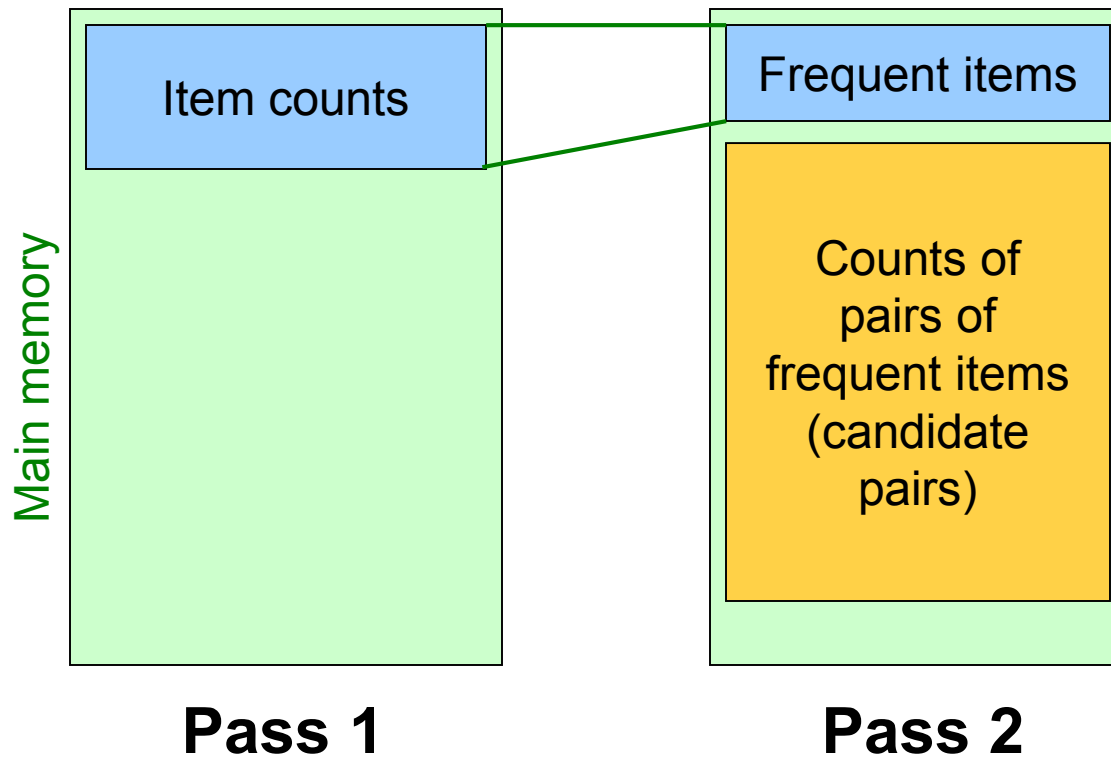 Main memory
Item counts
Frequent items
Counts of
pairs of
frequent items
(candidate
pairs)
Pass 1
Pass 2